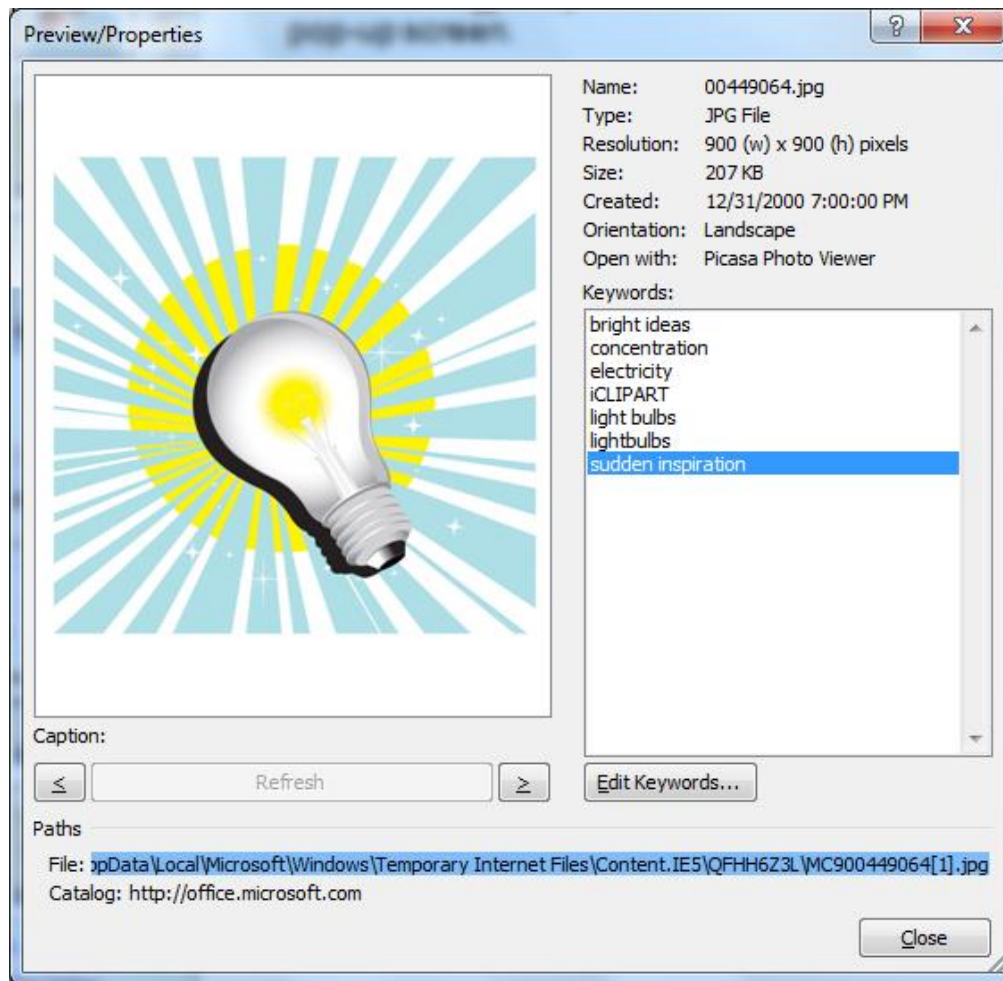 Preview/Properties
pop-up screen.
Name: 00449064.jpg
Type: JPG File
Resolution: 900 (w) x 900 (h) pixels
Size: 207 KB
Created: 12/31/2000 7:00:00 PM
Orientation: Landscape
Open with: Picasa Photo Viewer
Keywords:
bright ideas
concentration
electricity
iCLIPART
light bulbs
lightbulbs
sudden inspiration
Caption:
< Refresh >
Edit Keywords...
Paths
File: ppData\Local\Microsoft\Windows\Temporary Internet Files\Content.IE5\QFHH6Z3L\MC900449064[1].jpg
Catalog: http://office.microsoft.com
Close